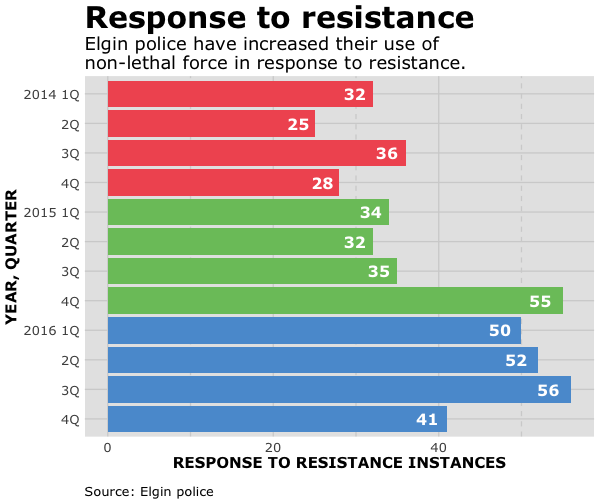 Response to resistance
Elgin police have increased their use of
non-lethal force in response to resistance.
YEAR, QUARTER
2014 1Q 32
2Q 25
3Q 36
4Q 28
2015 1Q 34
2Q 32
3Q 35
4Q 55
2016 1Q 50
2Q 52
3Q 56
4Q 41
0 20 40
RESPONSE TO RESISTANCE INSTANCES
Source: Elgin police